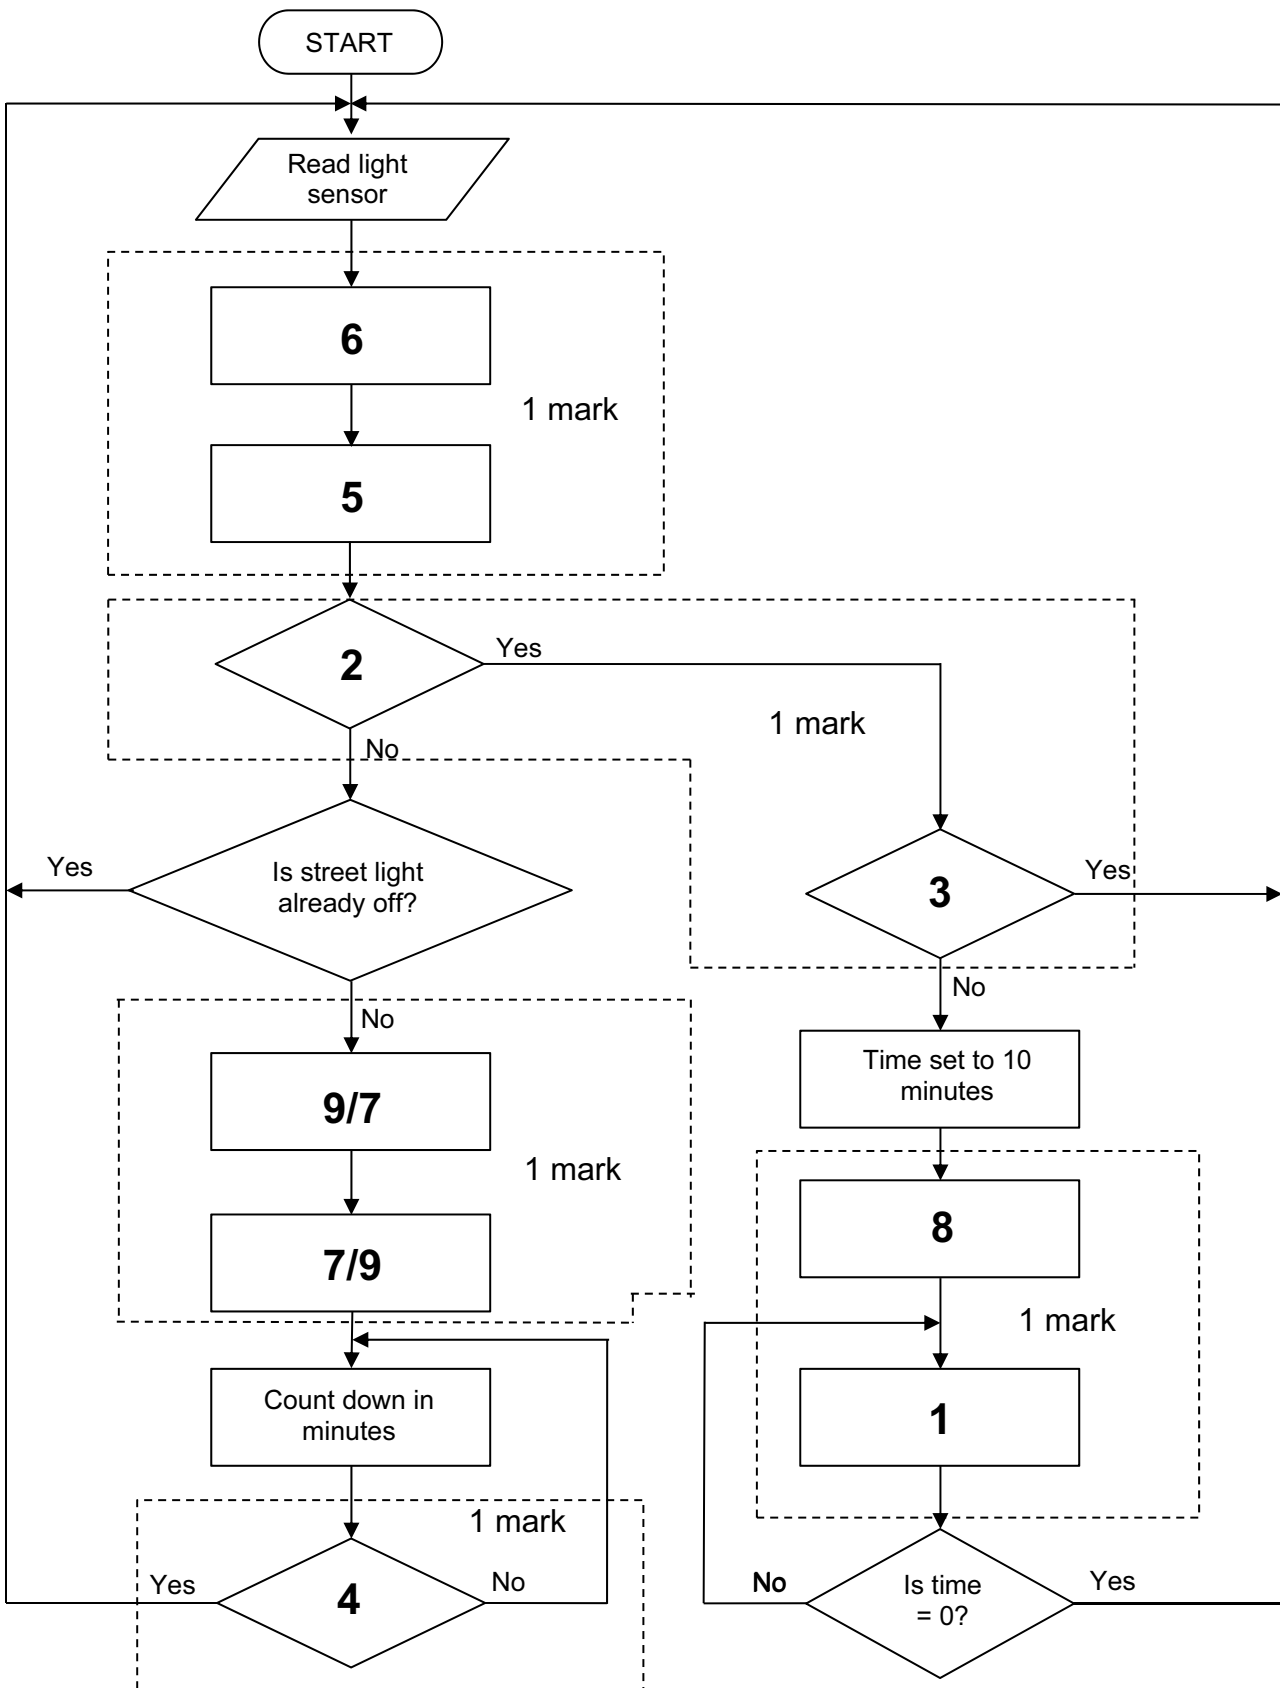 START
Read light
sensor
6
1 mark
5
2
Yes
1 mark
No
Yes
Is street light
already off?
3
Yes
No
No
Time set to 10
minutes
9/7
1 mark
8
7/9
1 mark
Count down in
minutes
1
1 mark
Yes
4
No
No
Is time
= 0?
Yes